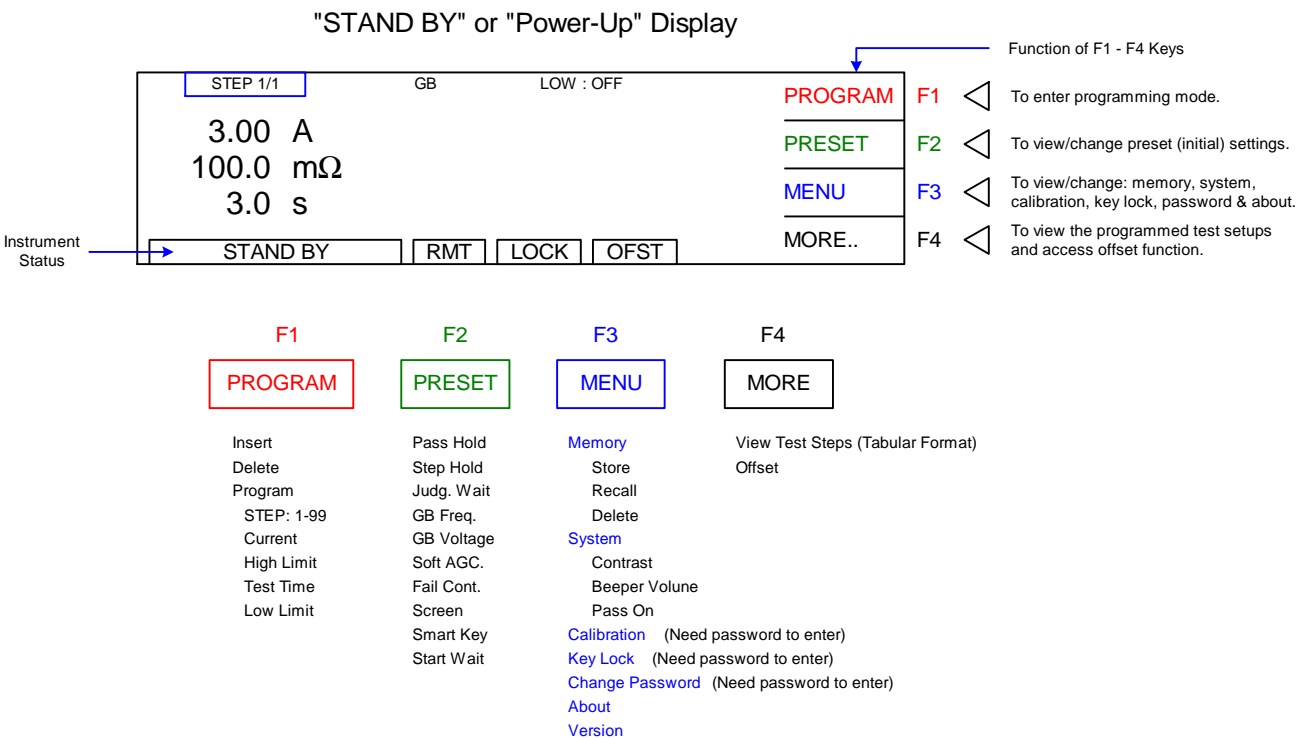 "STAND BY" or "Power-Up" Display
Function of F1 - F4 Keys
STEP 1/1 GB LOW : OFF
PROGRAM F1 To enter programming mode.
3.00 A
PRESET F2 To view/change preset (initial) settings.
100.0 mΩ
MENU F3 To view/change: memory, system,
calibration, key lock, password & about.
3.0 s
MORE.. F4 To view the programmed test setups
and access offset function.
Instrument
Status
STAND BY RMT LOCK OFST
F1 F2 F3 F4
PROGRAM PRESET MENU MORE
Insert Pass Hold Memory View Test Steps (Tabular Format)
Delete Step Hold Store Offset
Program Judg. Wait Recall
STEP: 1-99 GB Freq. Delete
Current GB Voltage System
High Limit Soft AGC. Contrast
Test Time Fail Cont. Beeper Volune
Low Limit Screen Pass On
Smart Key Calibration (Need password to enter)
Start Wait Key Lock (Need password to enter)
Change Password (Need password to enter)
About
Version